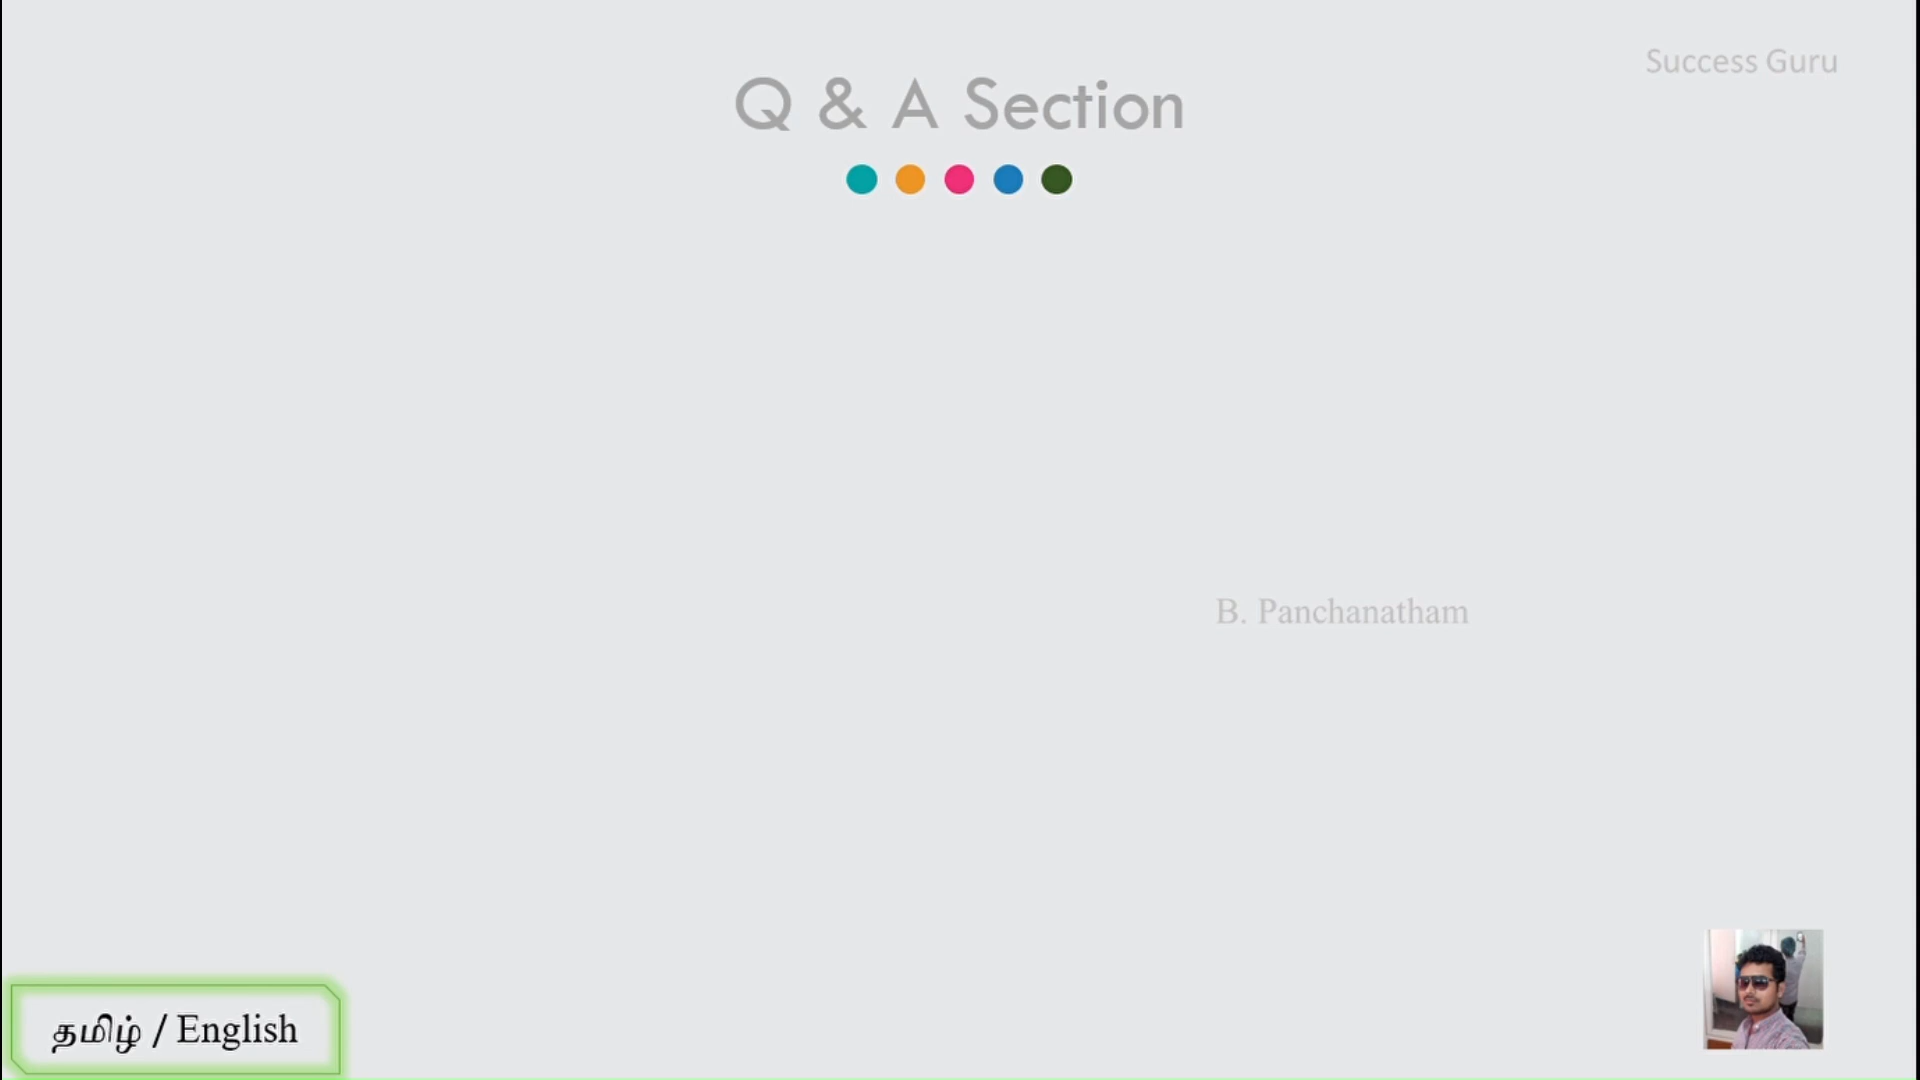 Success Guru
Q & A Section
B. Panchanatham
தமிழ் / English